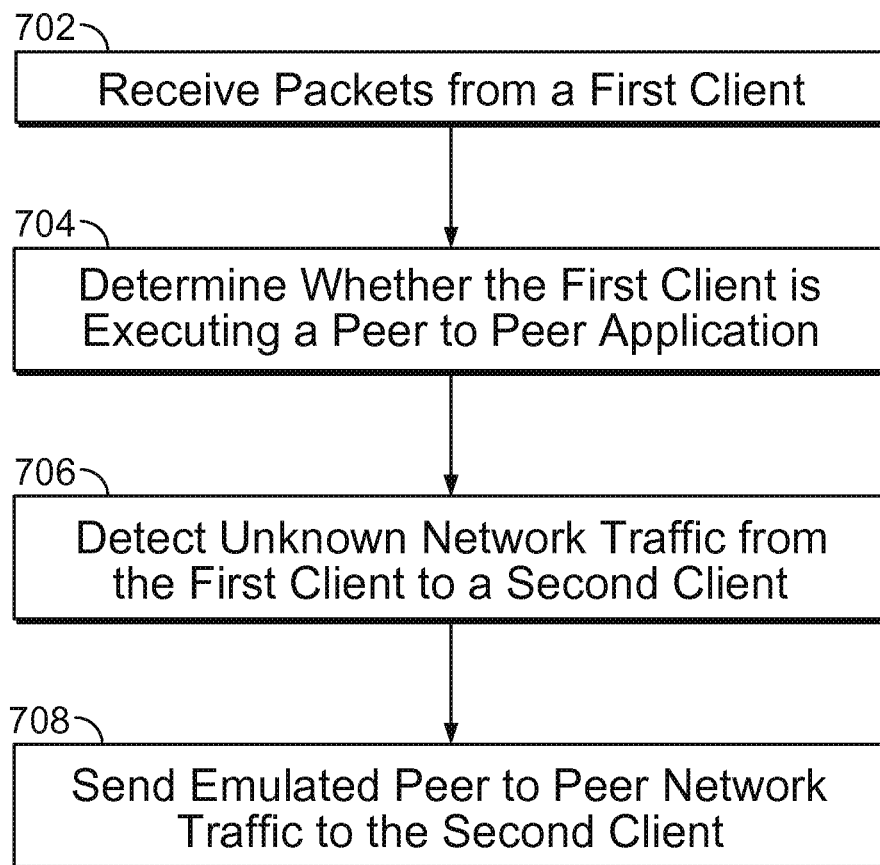 702
Receive Packets from a First Client
704
Determine Whether the First Client is
Executing a Peer to Peer Application
706
Detect Unknown Network Traffic from
the First Client to a Second Client
708
Send Emulated Peer to Peer Network
Traffic to the Second Client